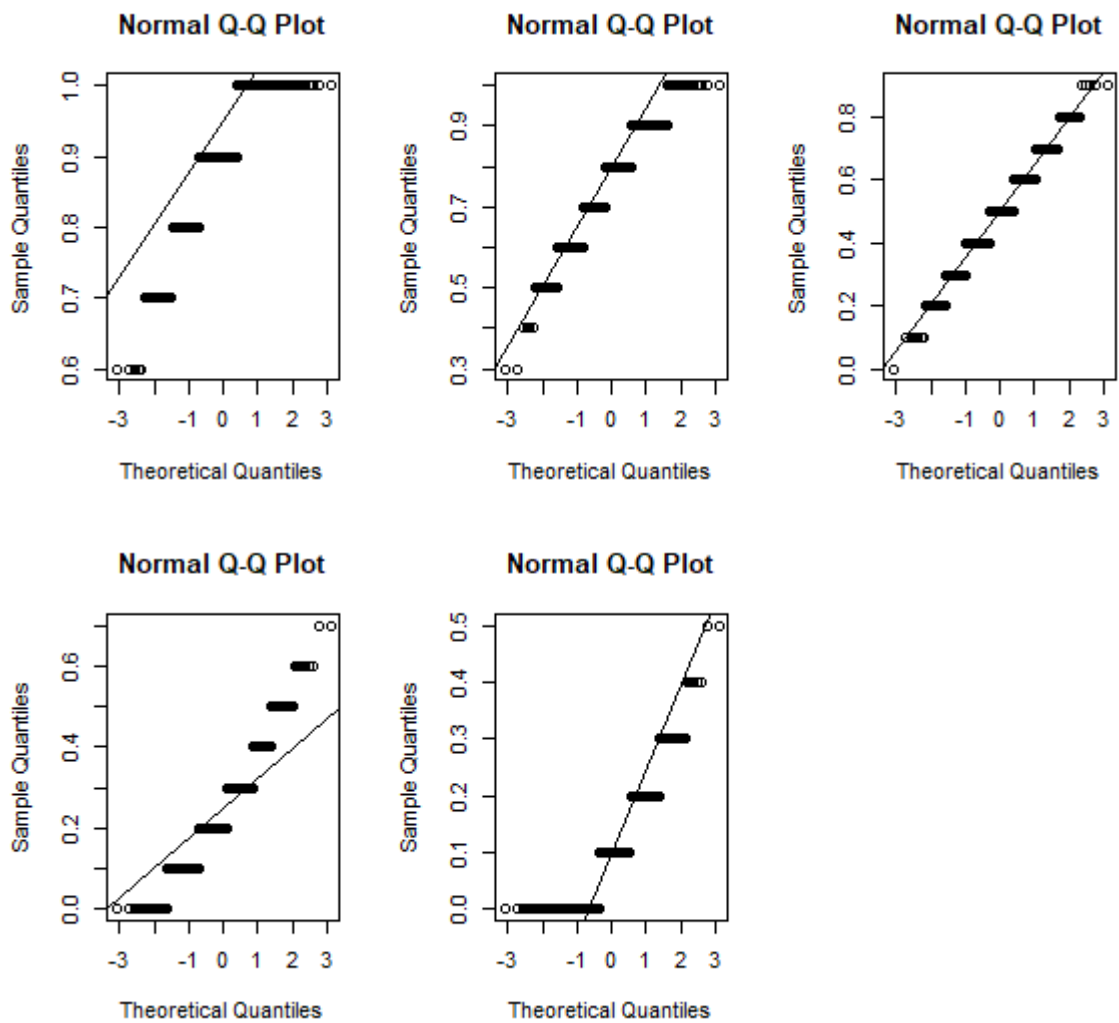 Normal Q-Q Plot
Normal Q-Q Plot
Normal Q-Q Plot
Sample Quantiles
0.6 0.7 0.8 0.9 1.0
-3 -1 0 1 2 3
Theoretical Quantiles
Sample Quantiles
0.3 0.5 0.7 0.9
-3 -1 0 1 2 3
Theoretical Quantiles
Sample Quantiles
0.0 0.2 0.4 0.6 0.8
-3 -1 0 1 2 3
Theoretical Quantiles
Normal Q-Q Plot
Normal Q-Q Plot
Sample Quantiles
0.0 0.2 0.4 0.6
-3 -1 0 1 2 3
Theoretical Quantiles
Sample Quantiles
0.0 0.1 0.2 0.3 0.4 0.5
-3 -1 0 1 2 3
Theoretical Quantiles